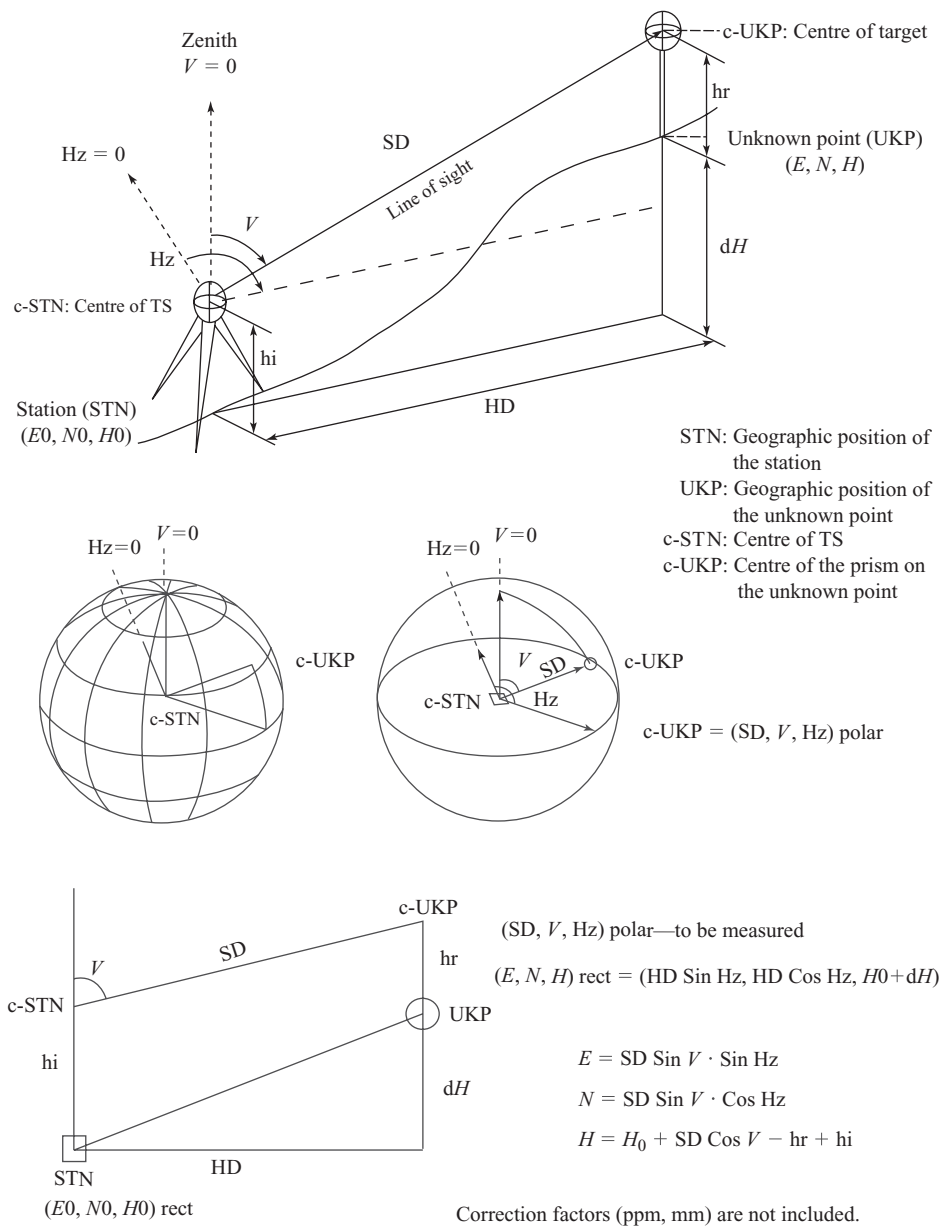 Zenith
V = 0
c-UKP: Centre of target
hr
Hz = 0
SD
Unknown point (UKP)
(E, N, H)
Line of sight
V
Hz
dH
c-STN: Centre of TS
hi
HD
Station (STN)
(E0, N0, H0)
STN: Geographic position of
the station
UKP: Geographic position of
the unknown point
c-STN: Centre of TS
c-UKP: Centre of the prism on
the unknown point
V=0
Hz=0
c-UKP
c-STN
V=0
Hz=0
V
SD
c-UKP
c-STN
Hz
c-UKP = (SD, V, Hz) polar
c-UKP
(SD, V, Hz) polar—to be measured
SD
hr
V
(E, N, H) rect = (HD Sin Hz, HD Cos Hz, H0+dH)
c-STN
UKP
hi
E = SD Sin V · Sin Hz
dH
N = SD Sin V · Cos Hz
H = H₀ + SD Cos V − hr + hi
HD
STN
(E0, N0, H0) rect
Correction factors (ppm, mm) are not included.